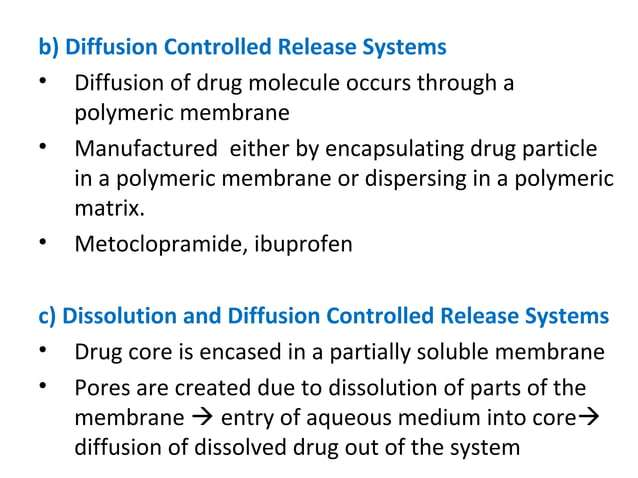 b) Diffusion Controlled Release Systems
• Diffusion of drug molecule occurs through a
polymeric membrane
• Manufactured  either by encapsulating drug particle
in a polymeric membrane or dispersing in a polymeric
matrix.
• Metoclopramide, ibuprofen
c) Dissolution and Diffusion Controlled Release Systems
• Drug core is encased in a partially soluble membrane
• Pores are created due to dissolution of parts of the
membrane → entry of aqueous medium into core→
diffusion of dissolved drug out of the system